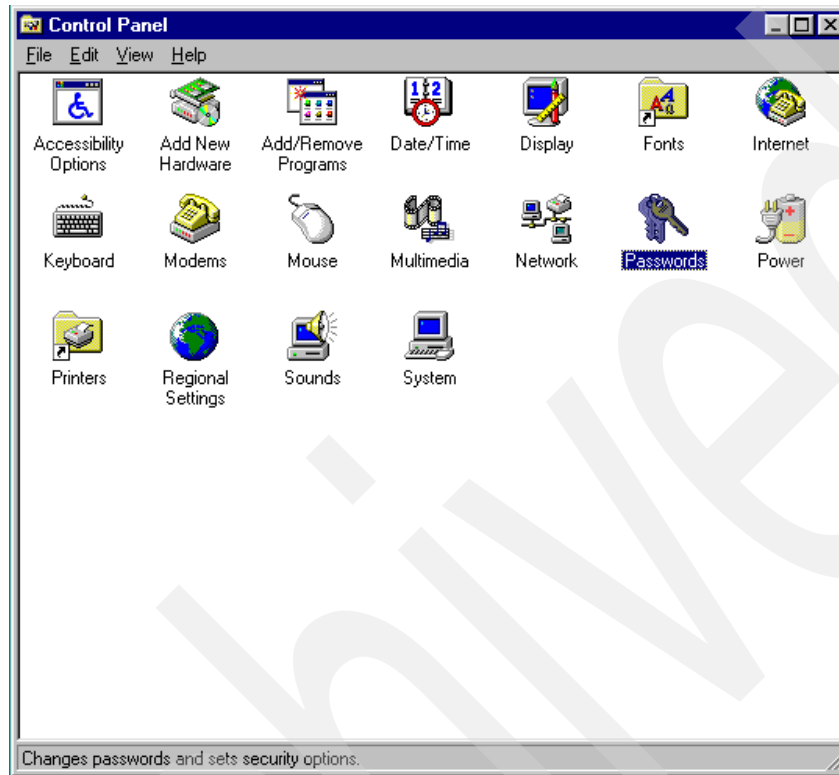 Control Panel
File Edit View Help
Accessibility Options
Add New Hardware
Add/Remove Programs
Date/Time
Display
Fonts
Internet
Keyboard
Modems
Mouse
Multimedia
Network
Passwords
Power
Printers
Regional Settings
Sounds
System
Changes passwords and sets security options.